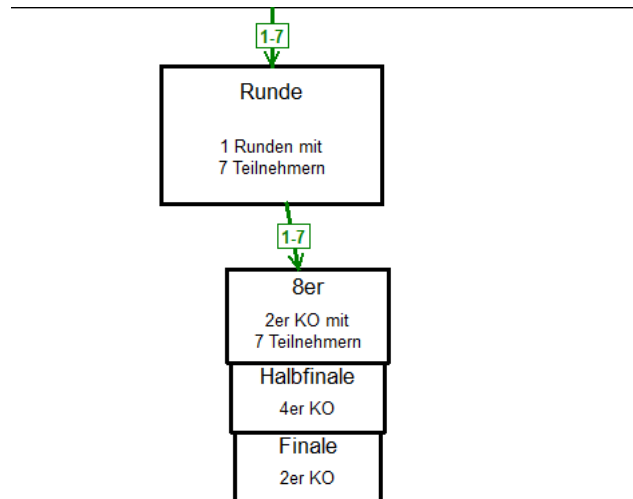 1-7
Runde
1 Runden mit
7 Teilnehmern
1-7
8er
2er KO mit
7 Teilnehmern
Halbfinale
4er KO
Finale
2er KO